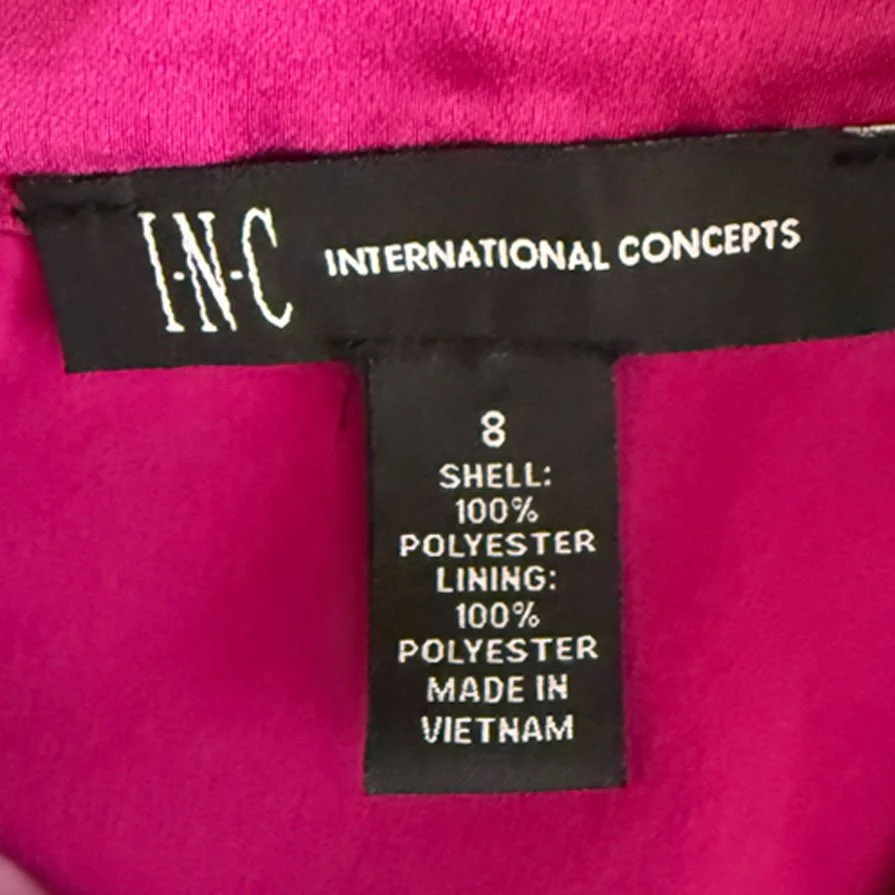 I·N·C INTERNATIONAL CONCEPTS
8
SHELL:
100%
POLYESTER
LINING:
100%
POLYESTER
MADE IN
VIETNAM